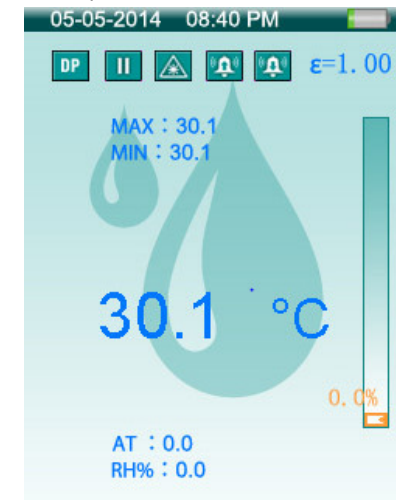 05-05-2014 08:40 PM
DP ε=1.00
MAX：30.1
MIN：30.1
30.1 °C
0.0%
AT ：0.0
RH%：0.0